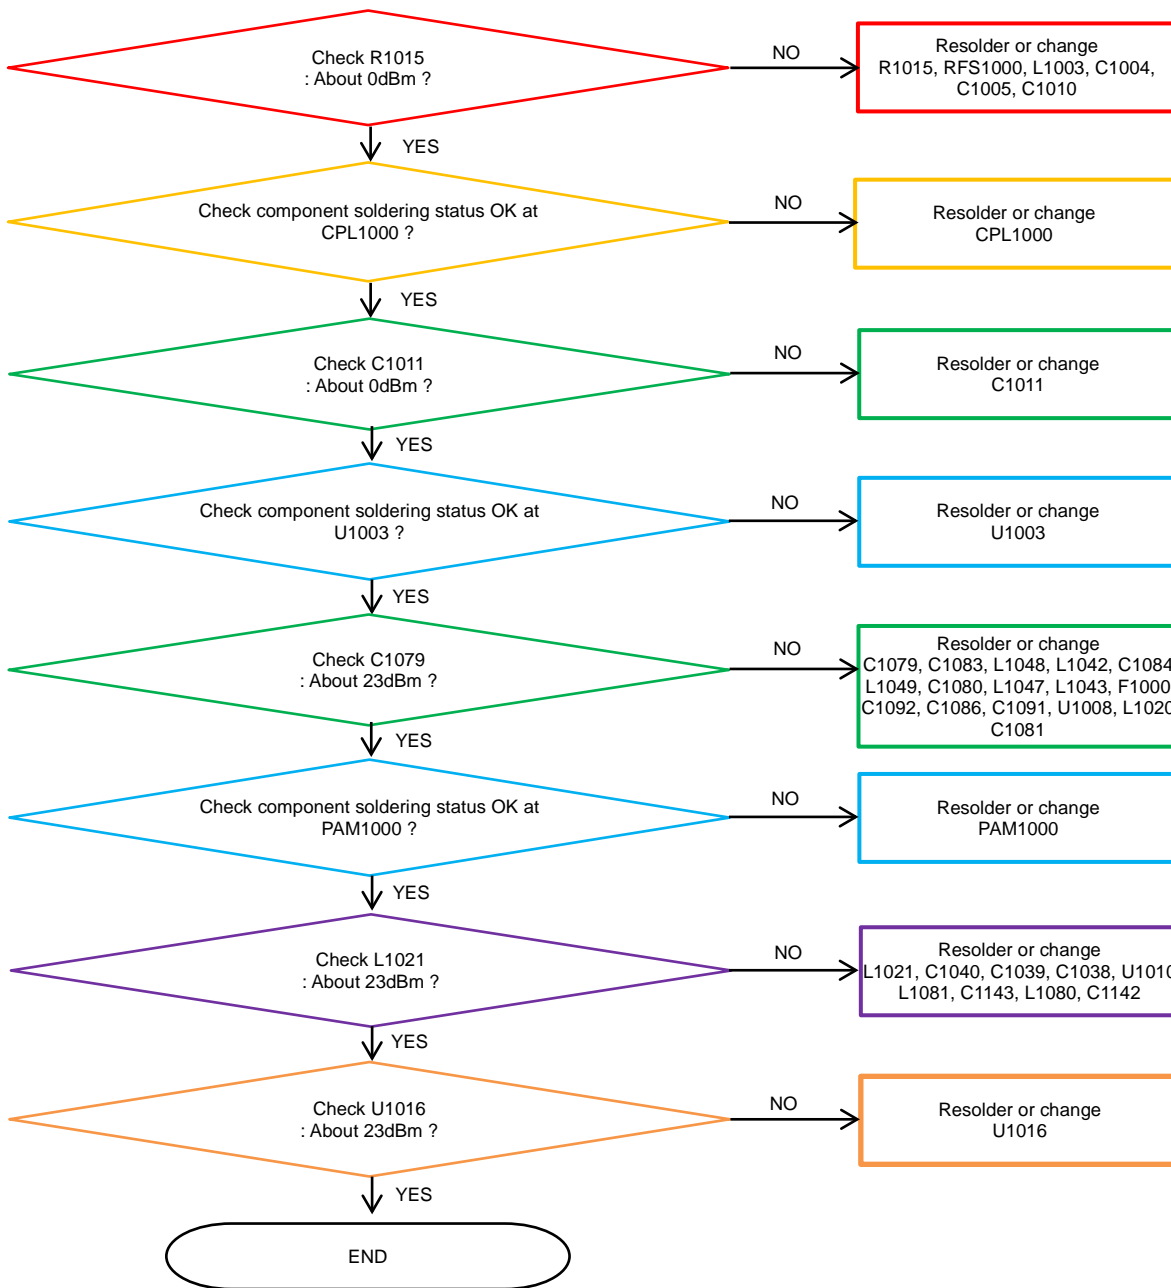 Check R1015
: About 0dBm ?
NO
Resolder or change
R1015, RFS1000, L1003, C1004,
C1005, C1010
YES
Check component soldering status OK at
CPL1000 ?
NO
Resolder or change
CPL1000
YES
Check C1011
: About 0dBm ?
NO
Resolder or change
C1011
YES
Check component soldering status OK at
U1003 ?
NO
Resolder or change
U1003
YES
Check C1079
: About 23dBm ?
NO
Resolder or change
C1079, C1083, L1048, L1042, C1084
L1049, C1080, L1047, L1043, F1000
C1092, C1086, C1091, U1008, L1020
C1081
YES
Check component soldering status OK at
PAM1000 ?
NO
Resolder or change
PAM1000
YES
Check L1021
: About 23dBm ?
NO
Resolder or change
L1021, C1040, C1039, C1038, U1010
L1081, C1143, L1080, C1142
YES
Check U1016
: About 23dBm ?
NO
Resolder or change
U1016
YES
END